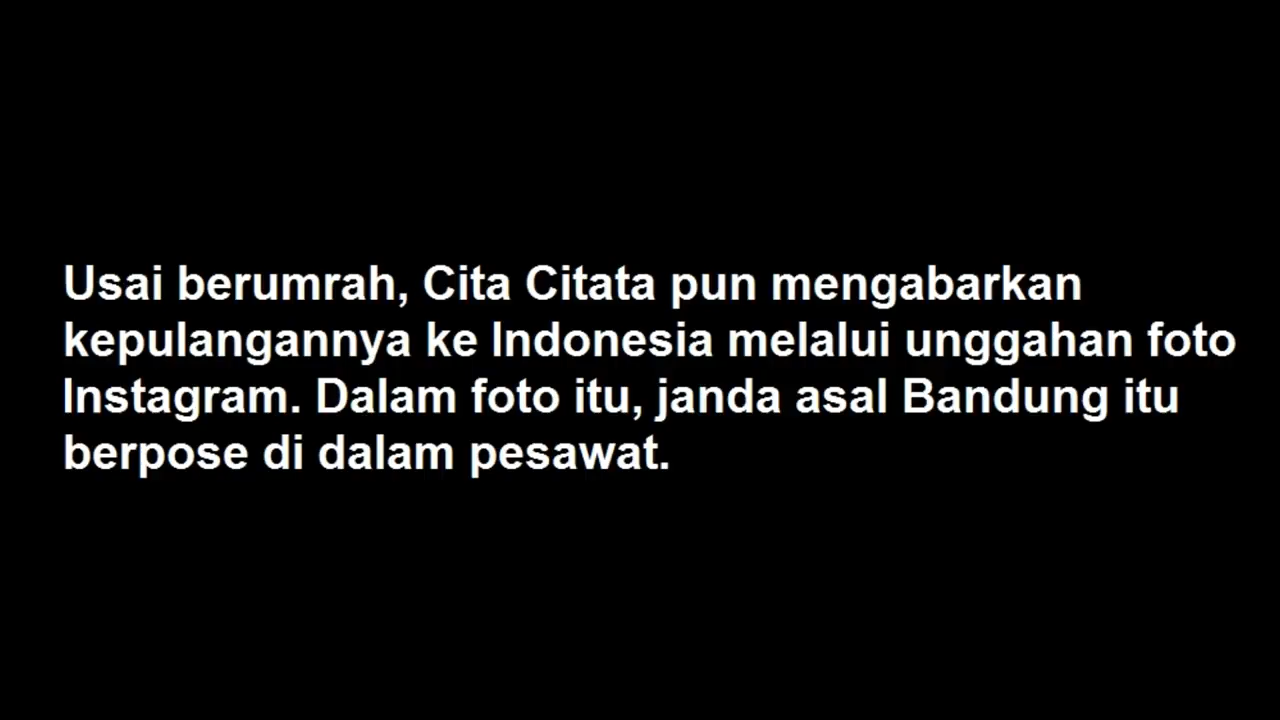 Usai berumrah, Cita Citata pun mengabarkan
kepulangannya ke Indonesia melalui unggahan foto
Instagram. Dalam foto itu, janda asal Bandung itu
berpose di dalam pesawat.